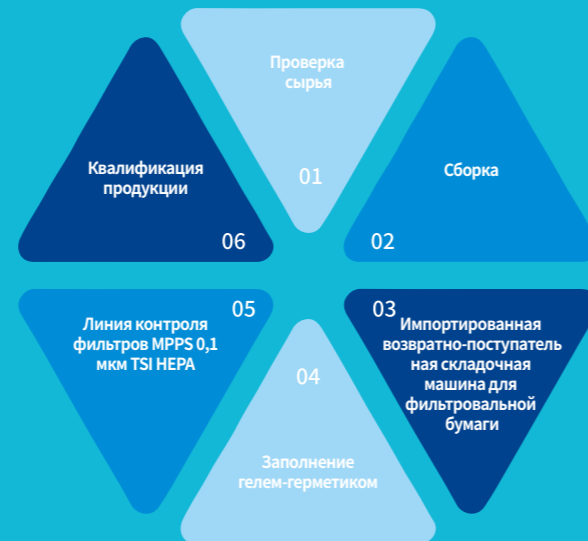 Проверка
сырья
01
Сборка
02
03
Импортированная
возвратно-поступатель
ная складочная
машина для
фильтровальной
бумаги
04
Заполнение
гелем-герметиком
05
Линия контроля
фильтров MPPS 0,1
мкм TSI HEPA
Квалификация
продукции
06